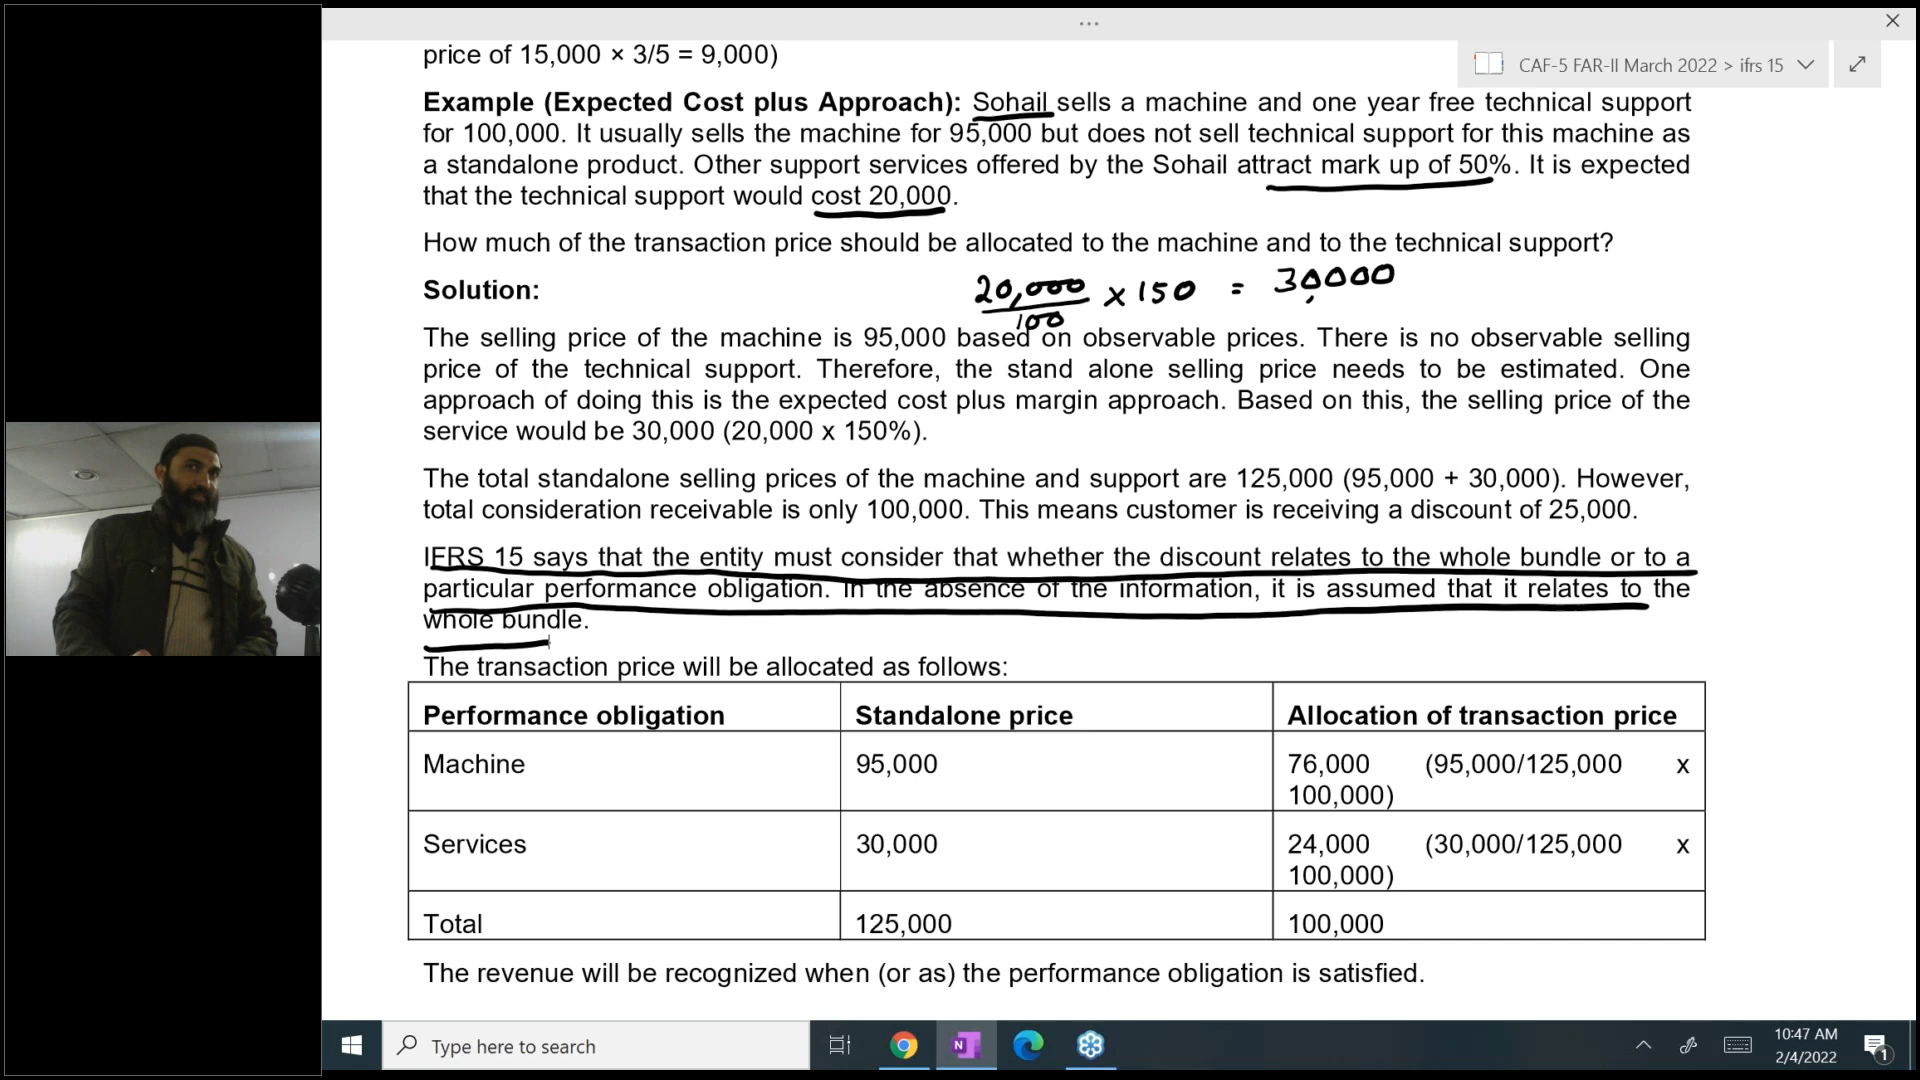 CAF-5 FAR-II March 2022 > ifrs 15
price of 15,000 × 3/5 = 9,000)
Example (Expected Cost plus Approach): Sohail sells a machine and one year free technical support
for 100,000. It usually sells the machine for 95,000 but does not sell technical support for this machine as
a standalone product. Other support services offered by the Sohail attract mark up of 50%. It is expected
that the technical support would cost 20,000.
How much of the transaction price should be allocated to the machine and to the technical support?
Solution:
20,000 × 150 = 30,000
100
The selling price of the machine is 95,000 based on observable prices. There is no observable selling
price of the technical support. Therefore, the stand alone selling price needs to be estimated. One
approach of doing this is the expected cost plus margin approach. Based on this, the selling price of the
service would be 30,000 (20,000 x 150%).
The total standalone selling prices of the machine and support are 125,000 (95,000 + 30,000). However,
total consideration receivable is only 100,000. This means customer is receiving a discount of 25,000.
IFRS 15 says that the entity must consider that whether the discount relates to the whole bundle or to a
particular performance obligation. In the absence of the information, it is assumed that it relates to the
whole bundle.
The transaction price will be allocated as follows:
Performance obligation Standalone price Allocation of transaction price
Machine 95,000 76,000 (95,000/125,000 x
100,000)
Services 30,000 24,000 (30,000/125,000 x
100,000)
Total 125,000 100,000
The revenue will be recognized when (or as) the performance obligation is satisfied.
Type here to search
N
10:47 AM
2/4/2022
1